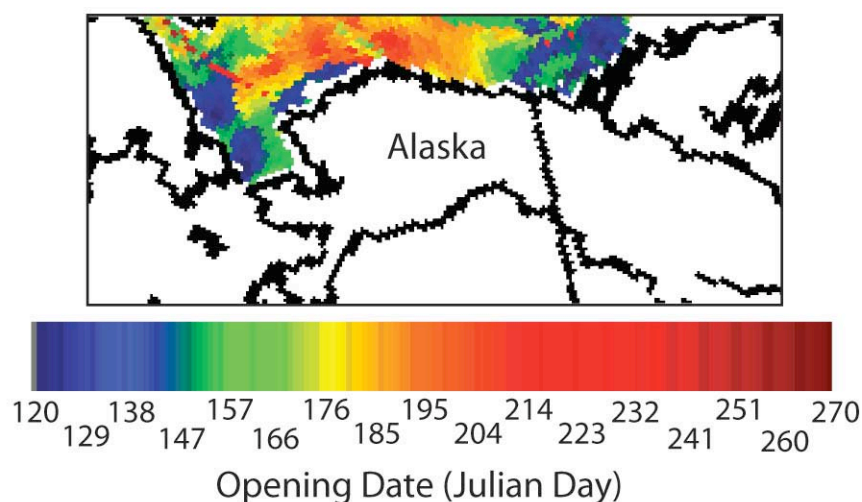 Alaska
120 138 157 176 195 214 232 251 270
129 147 166 185 204 223 241 260
Opening Date (Julian Day)